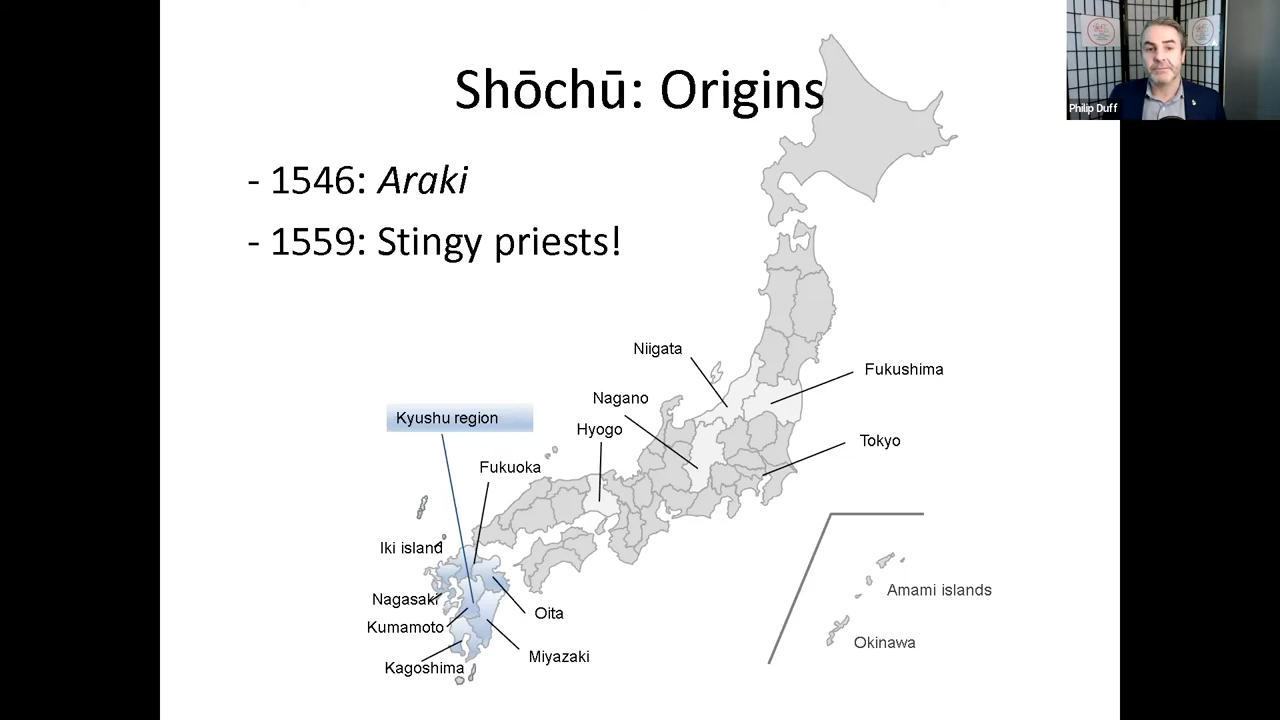 Shōchū: Origins
- 1546: Araki
- 1559: Stingy priests!
Philip Duff
Niigata
Fukushima
Nagano
Kyushu region
Hyogo
Tokyo
Fukuoka
Iki island
Amami islands
Nagasaki
Oita
Kumamoto
Okinawa
Miyazaki
Kagoshima